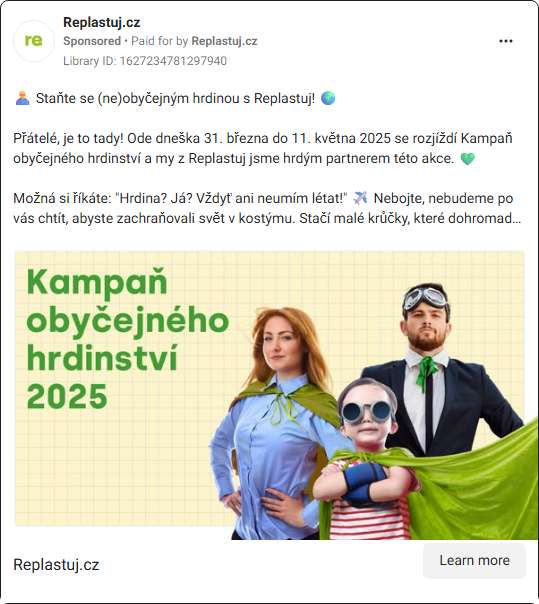 re
Replastuj.cz
Sponsored • Paid for by Replastuj.cz
Library ID: 1627234781297940
Staňte se (ne)obyčejným hrdinou s Replastuj!
Přátelé, je to tady! Ode dneška 31. března do 11. května 2025 se rozjíždí Kampaň
obyčejného hrdinství a my z Replastuj jsme hrdým partnerem této akce.
Možná si říkáte: "Hrdina? Já? Vždyť ani neumím létat!" Nebojte, nebudeme po
vás chtít, abyste zachraňovali svět v kostýmu. Stačí malé krůčky, které dohromad...
Kampaň
obyčejného
hrdinství
2025
Replastuj.cz
Learn more